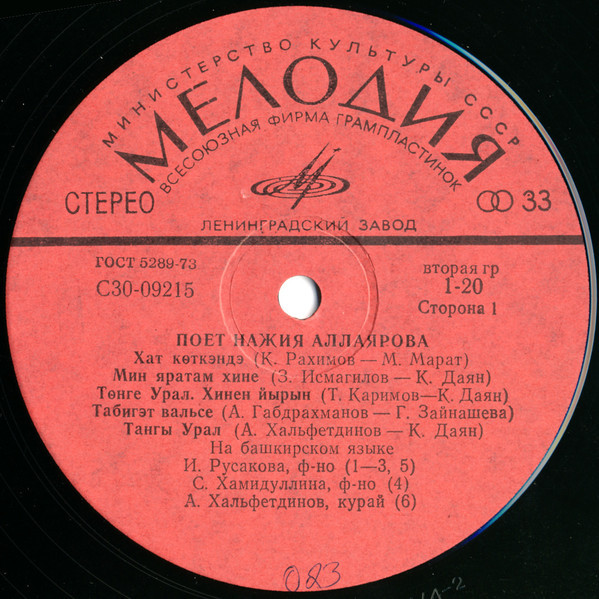 МИНИСТЕРСТВО КУЛЬТУРЫ СССР
МЕЛОДИЯ
ВСЕСОЮЗНАЯ ФИРМА ГРАМПЛАСТИНОК
СТЕРЕО
33
ЛЕНИНГРАДСКИЙ ЗАВОД
ГОСТ 5289-73
вторая гр
С30-09215
1-20
Сторона 1
ПОЕТ НАЖИЯ АЛЛАЯРОВА
Хат көткәндә (К. Рахимов — М. Марат)
Мин яратам хине (З. Исмагилов — К. Даян)
Төнге Урал. Хинен йырын (Т. Каримов — К. Даян)
Табигәт вальсе (А. Габдрахманов — Г. Зайнашева)
Тангы Урал (А. Хальфетдинов — К. Даян)
На башкирском языке
И. Русакова, ф-но (1—3, 5)
С. Хамидуллина, ф-но (4)
А. Хальфетдинов, курай (6)
023